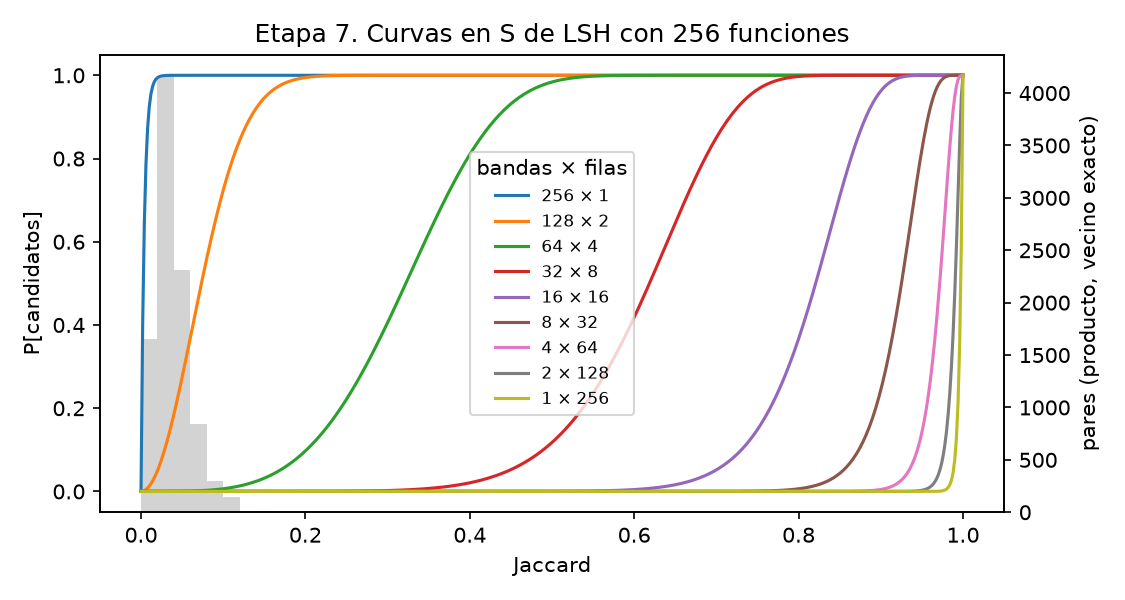 Etapa 7. Curvas en S de LSH con 256 funciones
P[candidatos]
1.0
0.8
0.6
0.4
0.2
0.0
bandas × filas
256 × 1
128 × 2
64 × 4
32 × 8
16 × 16
8 × 32
4 × 64
2 × 128
1 × 256
4000
3500
3000
2500
2000
1500
1000
500
0
pares (producto, vecino exacto)
0.0 0.2 0.4 0.6 0.8 1.0
Jaccard